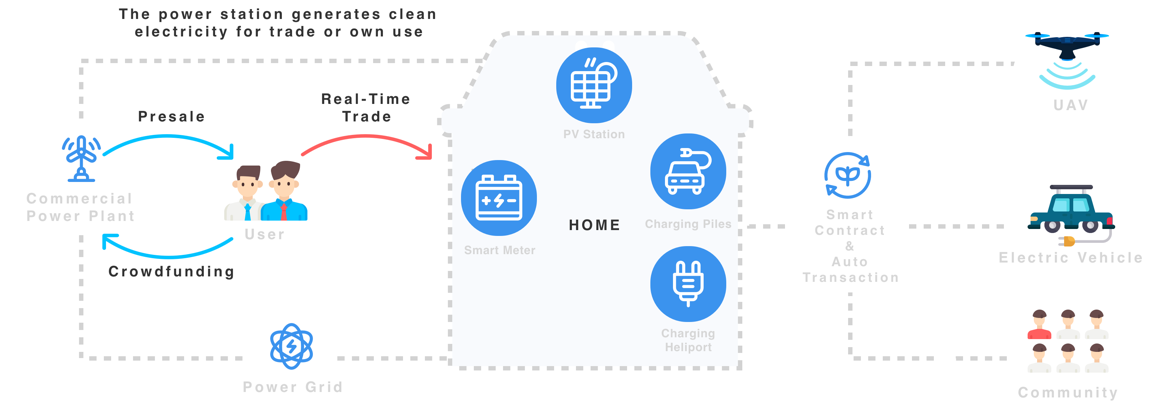 The power station generates clean
electricity for trade or own use
Presale
Real-Time
Trade
Commercial
Power Plant
User
Crowdfunding
Power Grid
PV Station
Smart Meter
HOME
Charging Piles
Charging
Heliport
Smart
Contract
&
Auto
Transaction
UAV
Electric Vehicle
Community